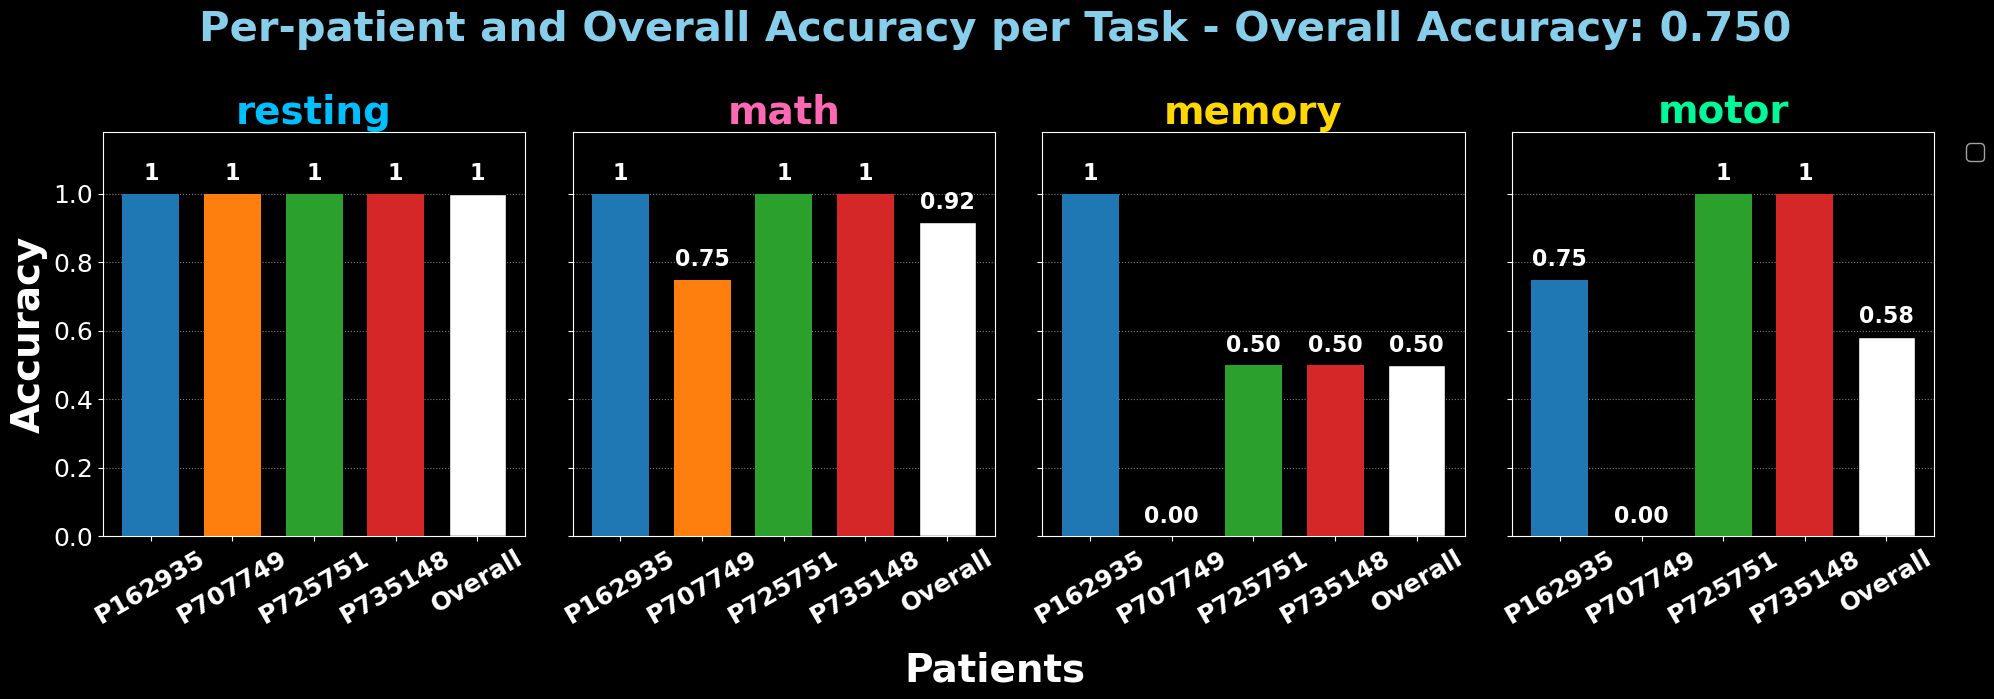 Per-patient and Overall Accuracy per Task - Overall Accuracy: 0.750
resting
math
memory
motor
Accuracy
1.0
0.8
0.6
0.4
0.2
0.0
1 1 1 1 1
P162935 P707749 P725751 P735148 Overall
1 0.75 1 1 0.92
P162935 P707749 P725751 P735148 Overall
1 0.00 0.50 0.50 0.50
P162935 P707749 P725751 P735148 Overall
0.75 0.00 1 1 0.58
P162935 P707749 P725751 P735148 Overall
Patients